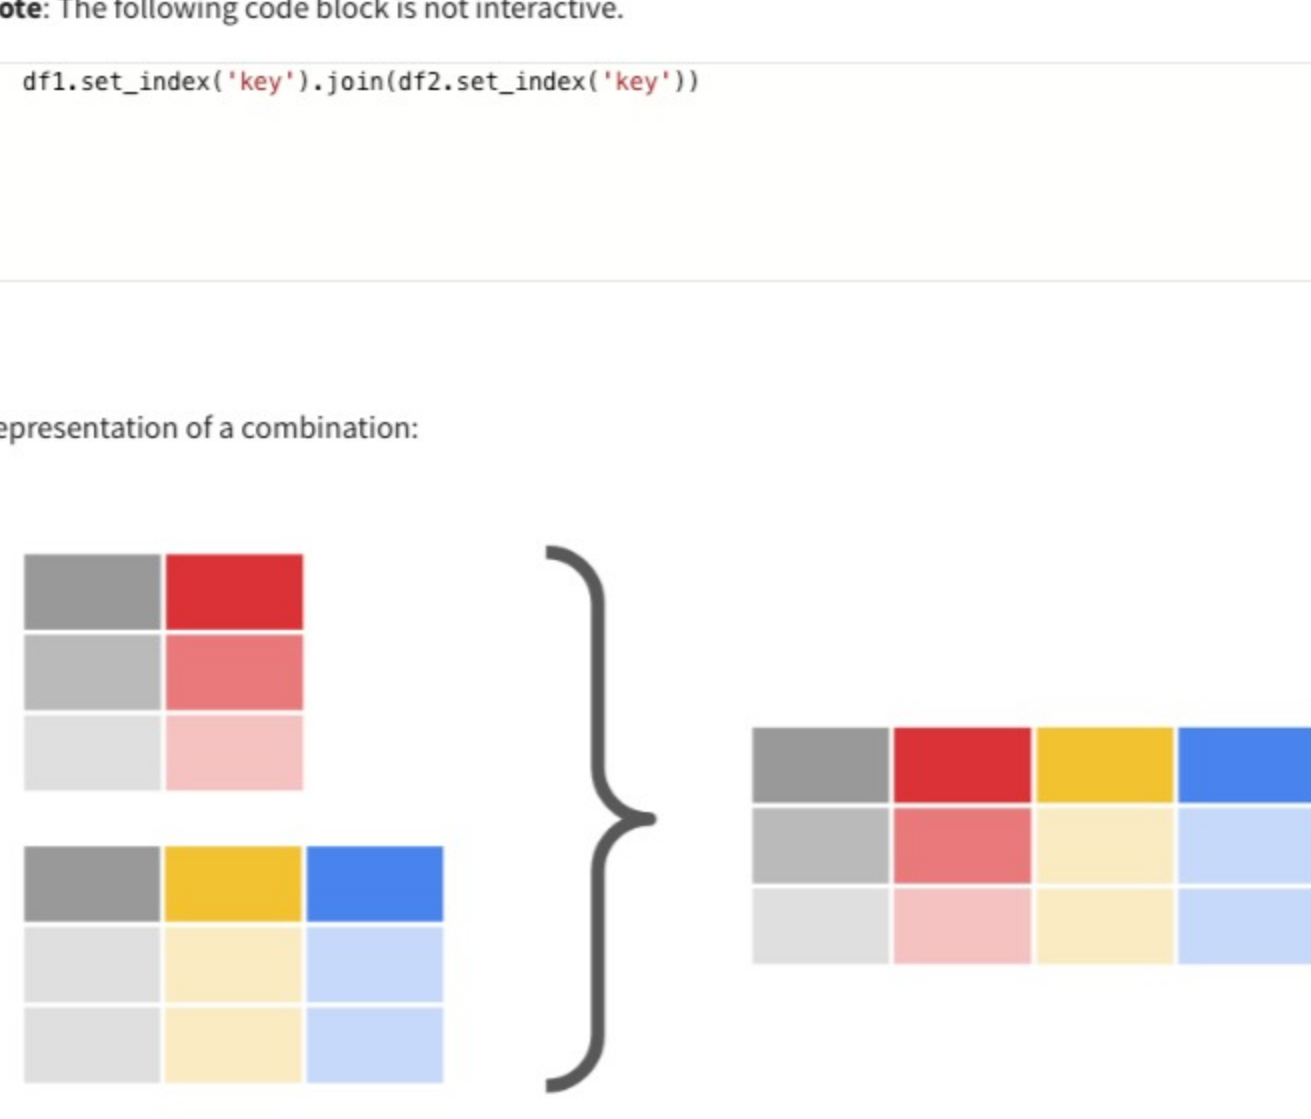 ote: The following code block is not interactive.
df1.set_index('key').join(df2.set_index('key'))
epresentation of a combination: